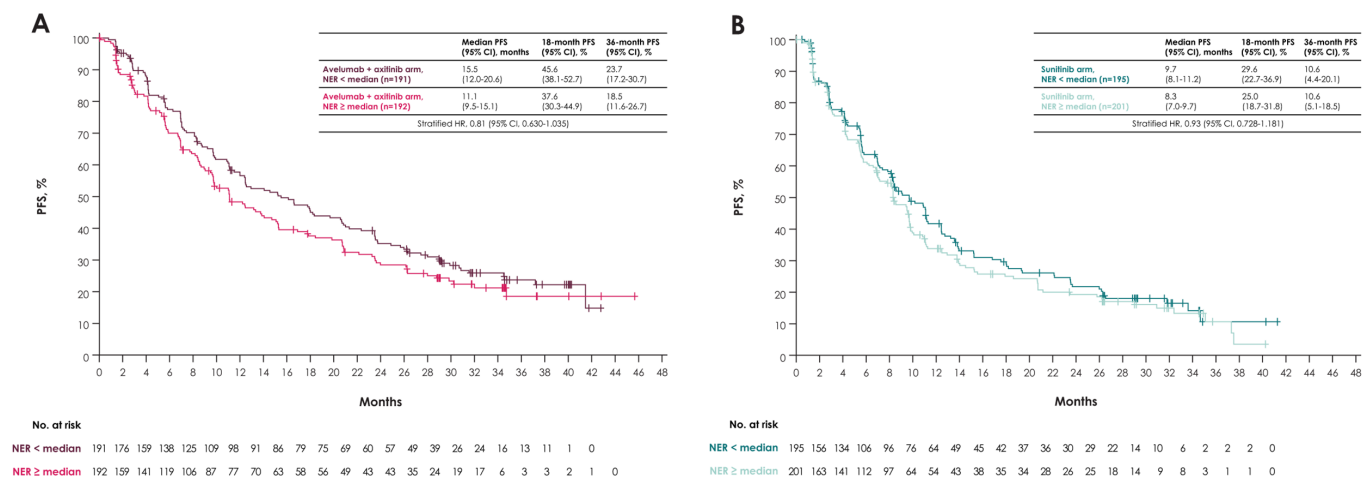 A
100
90
80
70
60
50
40
30
20
10
0
PFS, %
Median PFS (95% CI), months
18-month PFS (95% CI), %
36-month PFS (95% CI), %
Avelumab + axitinib arm, NER < median (n=191)
15.5 (12.0-20.6)
45.6 (38.1-52.7)
23.7 (17.2-30.7)
Avelumab + axitinib arm, NER ≥ median (n=192)
11.1 (9.5-15.1)
37.6 (30.3-44.9)
18.5 (11.6-26.7)
Stratified HR, 0.81 (95% CI, 0.630-1.035)
0 2 4 6 8 10 12 14 16 18 20 22 24 26 28 30 32 34 36 38 40 42 44 46 48
Months
No. at risk
NER < median 191 176 159 138 125 109 98 91 86 79 75 69 60 57 49 39 26 24 16 13 11 1 0
NER ≥ median 192 159 141 119 106 87 77 70 63 58 56 49 43 43 35 24 19 17 6 3 3 2 1 0
B
100
90
80
70
60
50
40
30
20
10
0
PFS, %
Median PFS (95% CI), months
18-month PFS (95% CI), %
36-month PFS (95% CI), %
Sunitinib arm, NER < median (n=195)
9.7 (8.1-11.2)
29.6 (22.7-36.9)
10.6 (4.4-20.1)
Sunitinib arm, NER ≥ median (n=201)
8.3 (7.0-9.7)
25.0 (18.7-31.8)
10.6 (5.1-18.5)
Stratified HR, 0.93 (95% CI, 0.728-1.181)
0 2 4 6 8 10 12 14 16 18 20 22 24 26 28 30 32 34 36 38 40 42 44 46 48
Months
No. at risk
NER < median 195 156 134 106 96 76 64 49 45 42 37 36 30 29 22 14 10 6 2 2 2 0
NER ≥ median 201 163 141 112 97 64 54 43 38 35 34 28 26 25 18 14 9 8 3 1 1 0